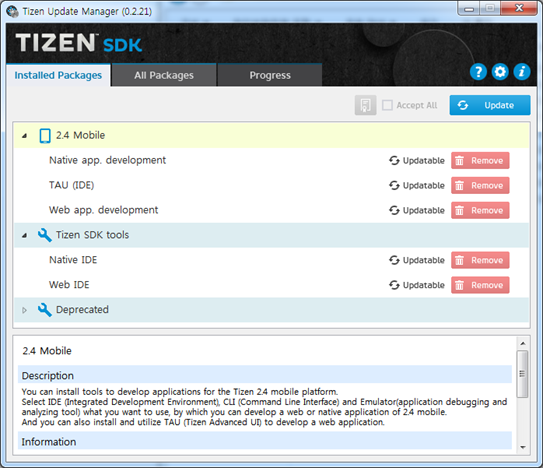 Tizen Update Manager (0.2.21)
TIZEN™ SDK
Installed Packages
All Packages
Progress
Accept All
Update
2.4 Mobile
Native app. development
Updatable
Remove
TAU (IDE)
Updatable
Remove
Web app. development
Updatable
Remove
Tizen SDK tools
Native IDE
Updatable
Remove
Web IDE
Updatable
Remove
Deprecated
2.4 Mobile
Description
You can install tools to develop applications for the Tizen 2.4 mobile platform.
Select IDE (Integrated Development Environment), CLI (Command Line Interface) and Emulator(application debugging and
analyzing tool) what you want to use, by which you can develop a web or native application of 2.4 mobile.
And you can also install and utilize TAU (Tizen Advanced UI) to develop a web application.
Information